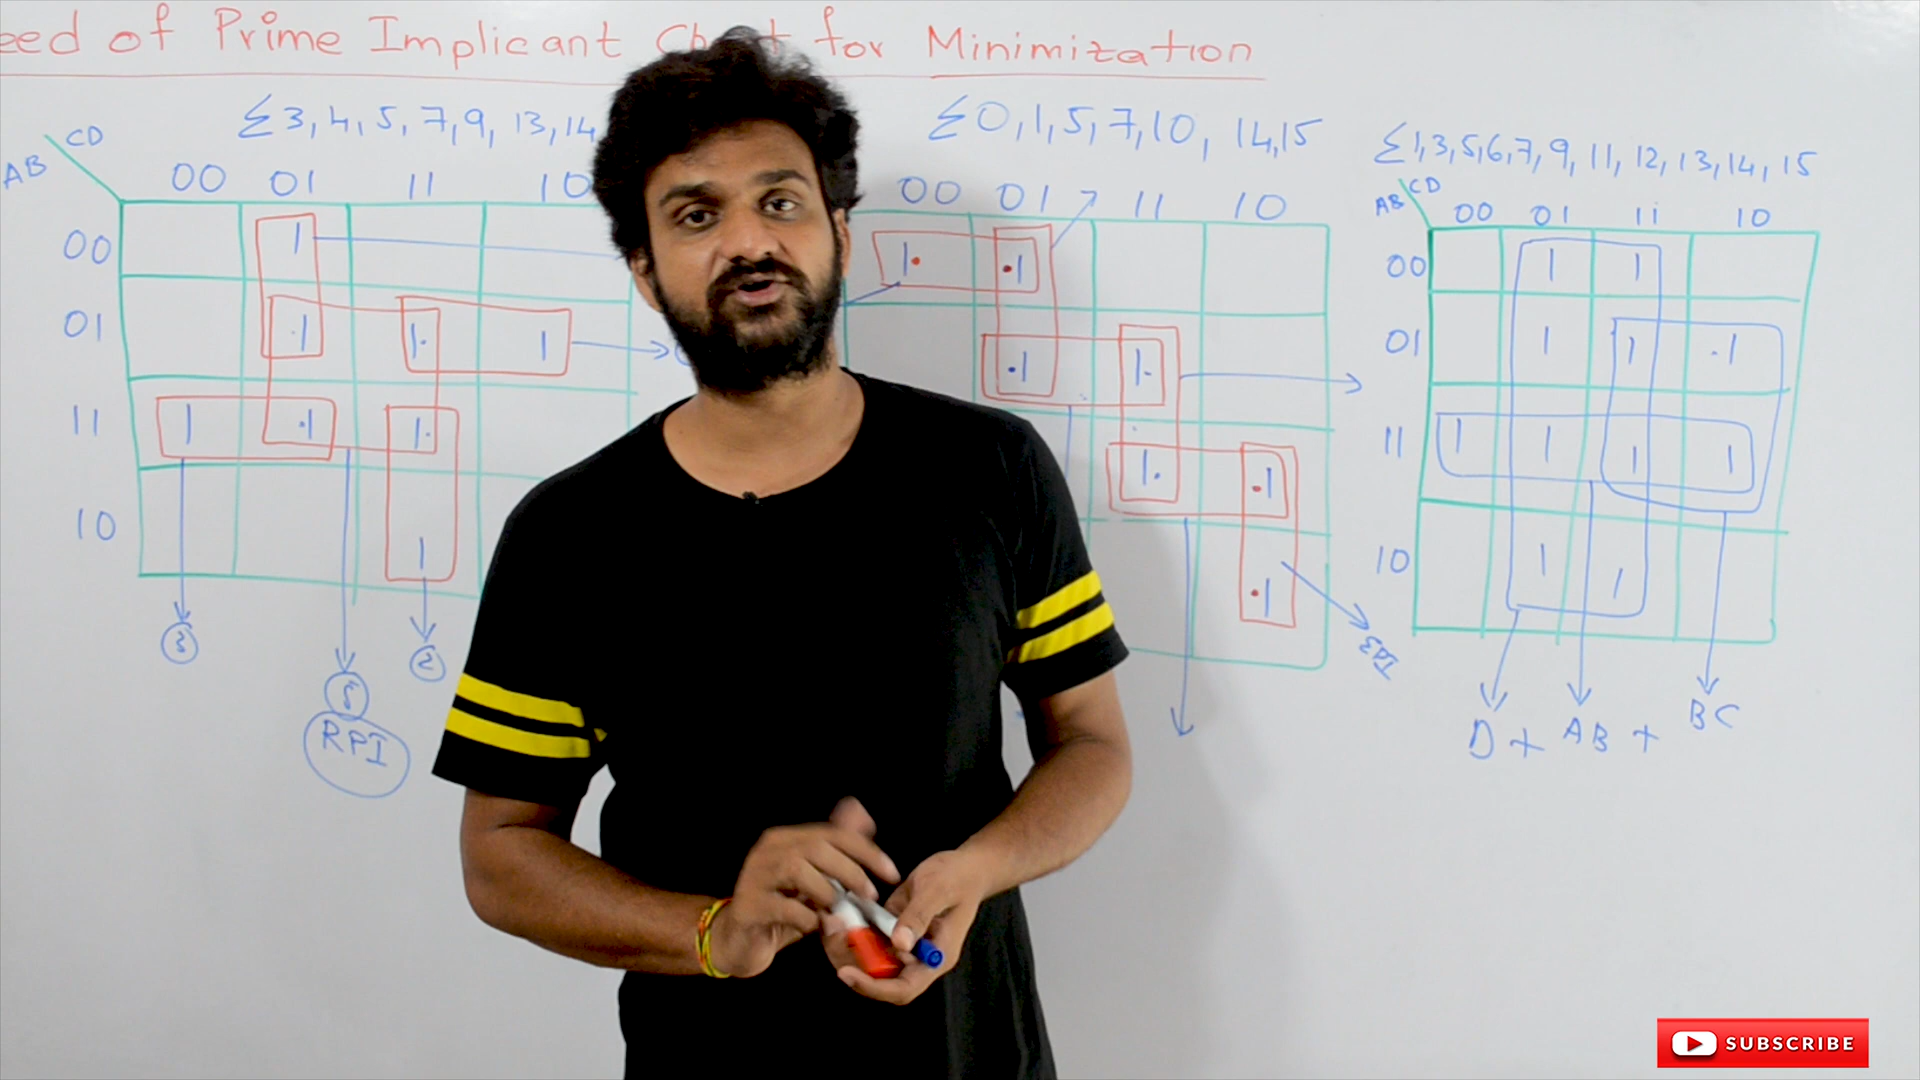 eed of Prime Implicant for Minimization
Σ3,4,5,7,9,13,14
AB CD
00 01 11 10
00 1
01 1 1 1
11 1 1 1
10 1
3
5
2
RPI
Σ0,1,5,7,10,14,15
00 01 11 10
1 1
1 1
1 1
1
Σ1,3,5,6,7,9,11,12,13,14,15
AB CD
00 01 11 10
00 1 1
01 1 1 1
11 1 1 1 1
10 1 1
D + AB + BC
SUBSCRIBE